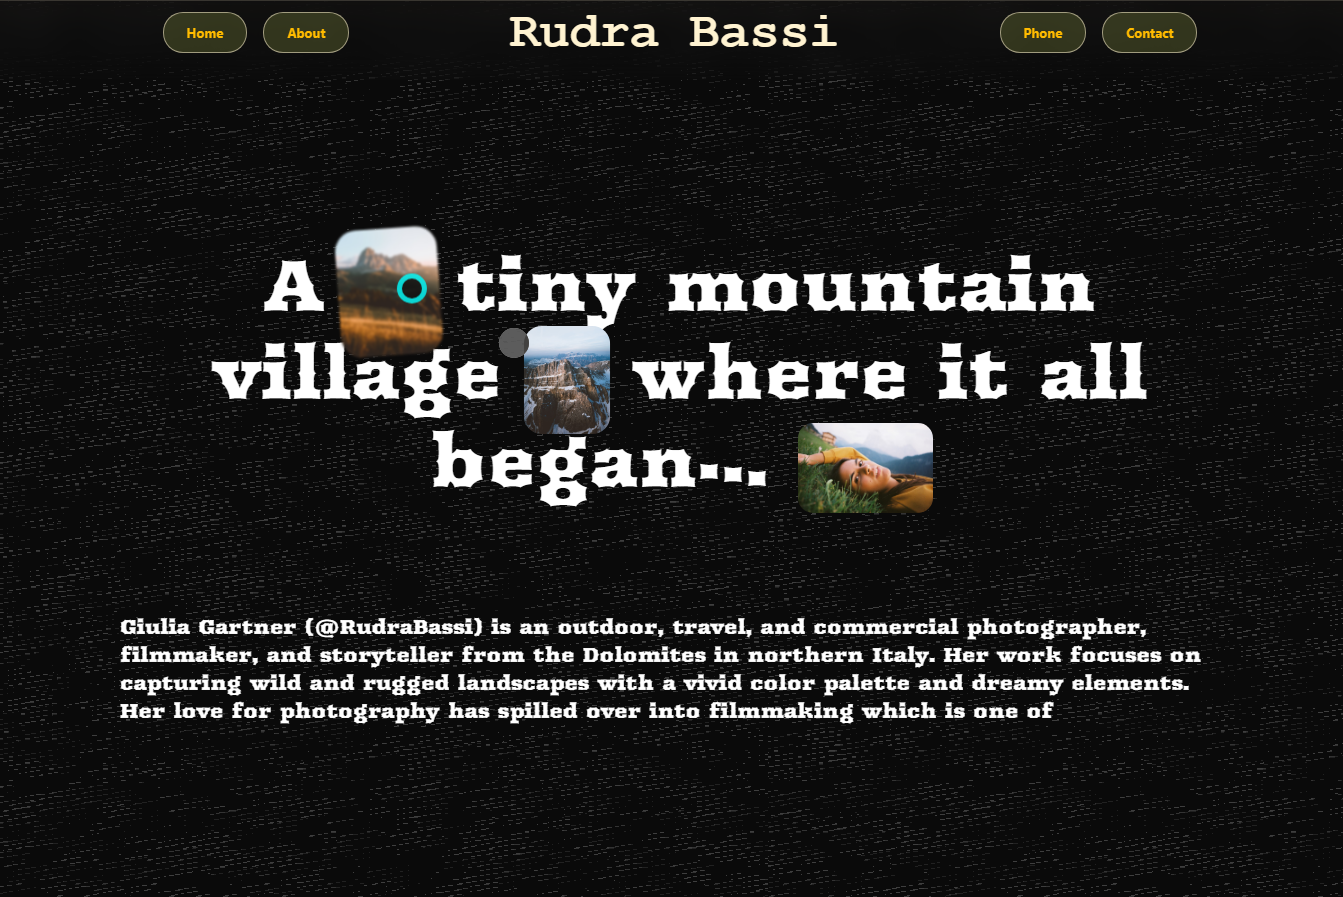 Home About Rudra Bassi Phone Contact
A tiny mountain
village where it all
began...
Giulia Gartner (@RudraBassi) is an outdoor, travel, and commercial photographer,
filmmaker, and storyteller from the Dolomites in northern Italy. Her work focuses on
capturing wild and rugged landscapes with a vivid color palette and dreamy elements.
Her love for photography has spilled over into filmmaking which is one of